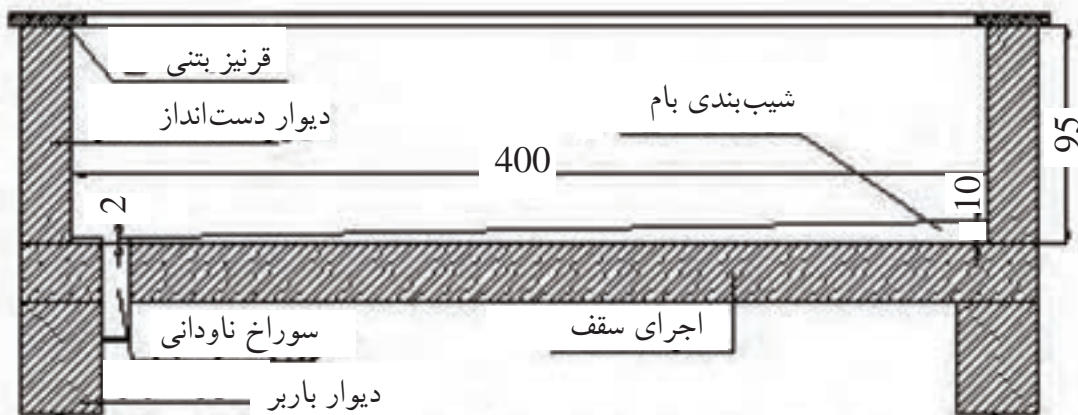 قرنیز بتنی
دیوار دست‌انداز
شیب‌بندی بام
400
95
2
10
سوراخ ناودانی
اجرای سقف
دیوار باربر